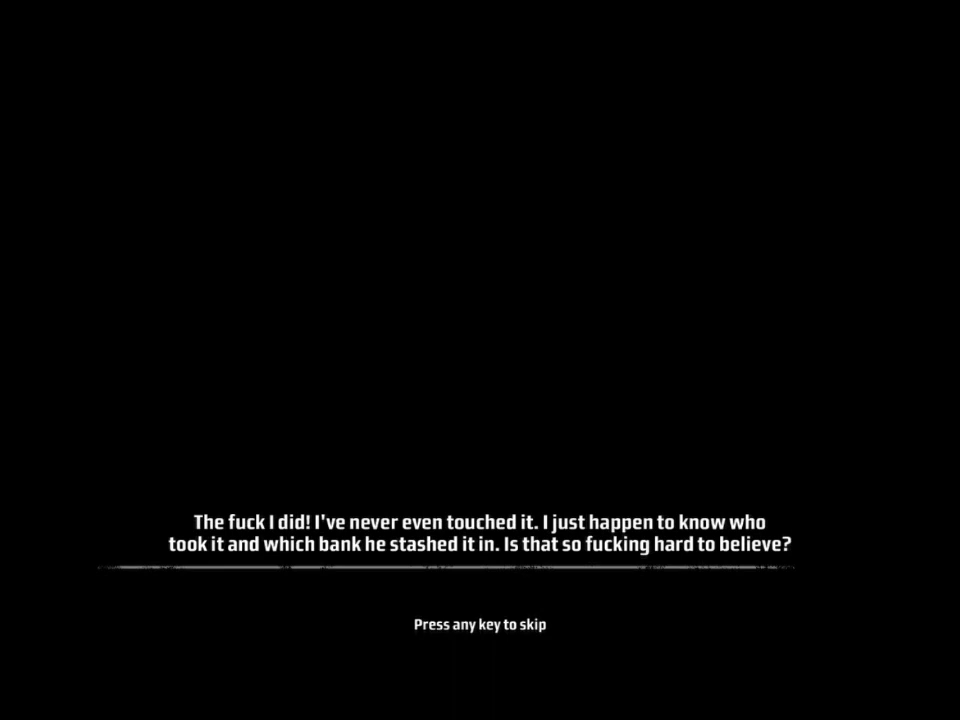 The fuck I did! I've never even touched it. I just happen to know who
took it and which bank he stashed it in. Is that so fucking hard to believe?
Press any key to skip